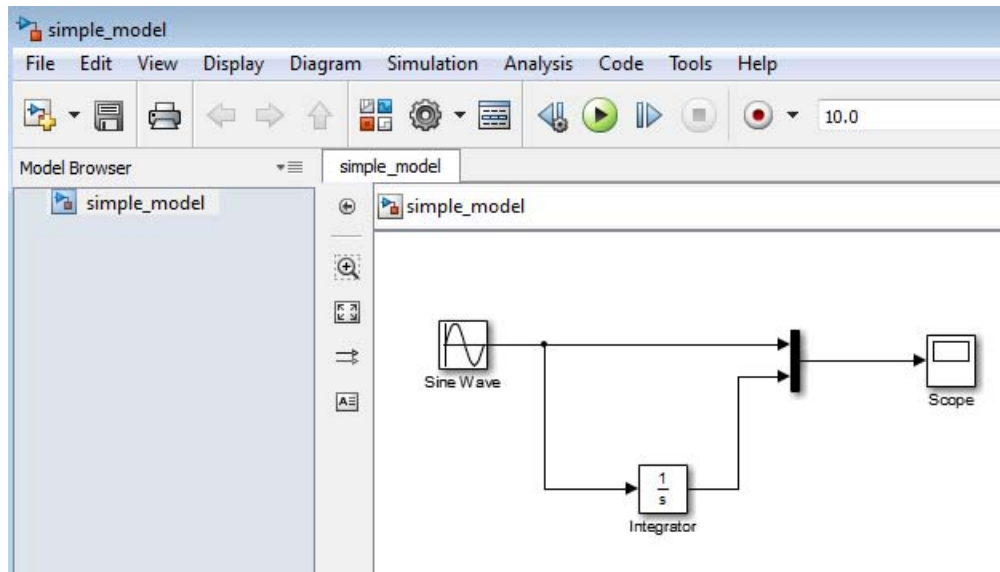 simple_model
File Edit View Display Diagram Simulation Analysis Code Tools Help
10.0
Model Browser
simple_model
simple_model
simple_model
A
Sine Wave
Scope
1
s
Integrator